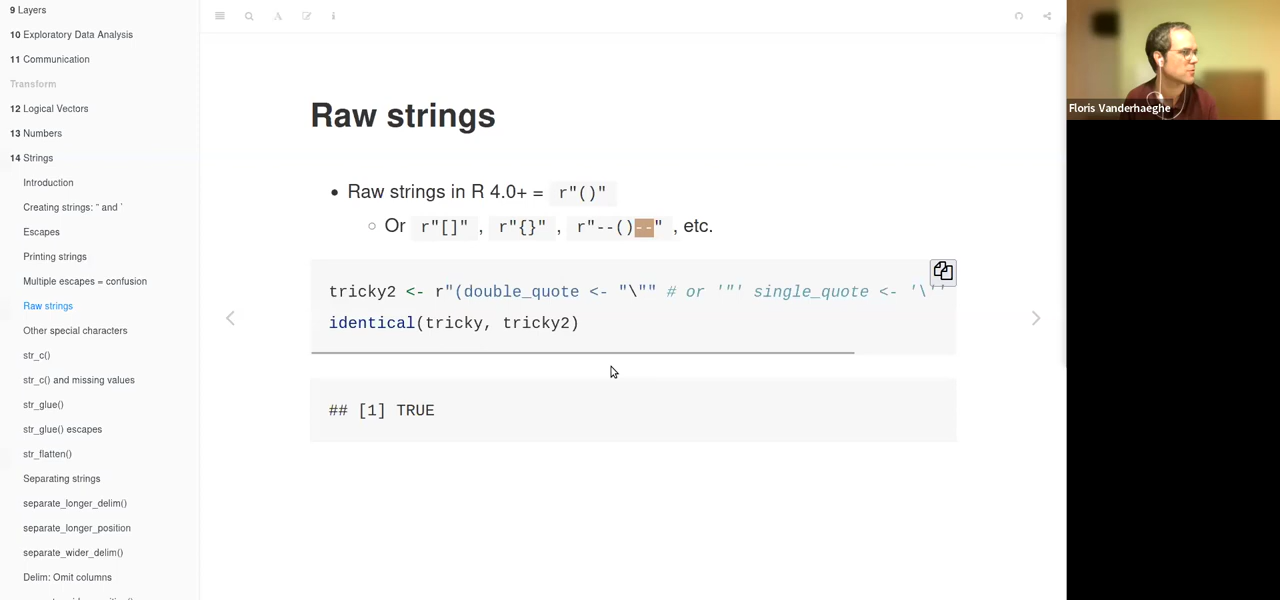 9 Layers
10 Exploratory Data Analysis
11 Communication
Transform
12 Logical Vectors
13 Numbers
14 Strings
Introduction
Creating strings: " and '
Escapes
Printing strings
Multiple escapes = confusion
Raw strings
Other special characters
str_c()
str_c() and missing values
str_glue()
str_glue() escapes
str_flatten()
Separating strings
separate_longer_delim()
separate_longer_position
separate_wider_delim()
Delim: Omit columns
A
i
Raw strings
Raw strings in R 4.0+ = r"()"
Or r"[]" , r"{}" , r"--()--" , etc.
tricky2 <- r"(double_quote <- "\"" # or '"' single_quote <- '\''
identical(tricky, tricky2)
## [1] TRUE
Floris Vanderhaeghe